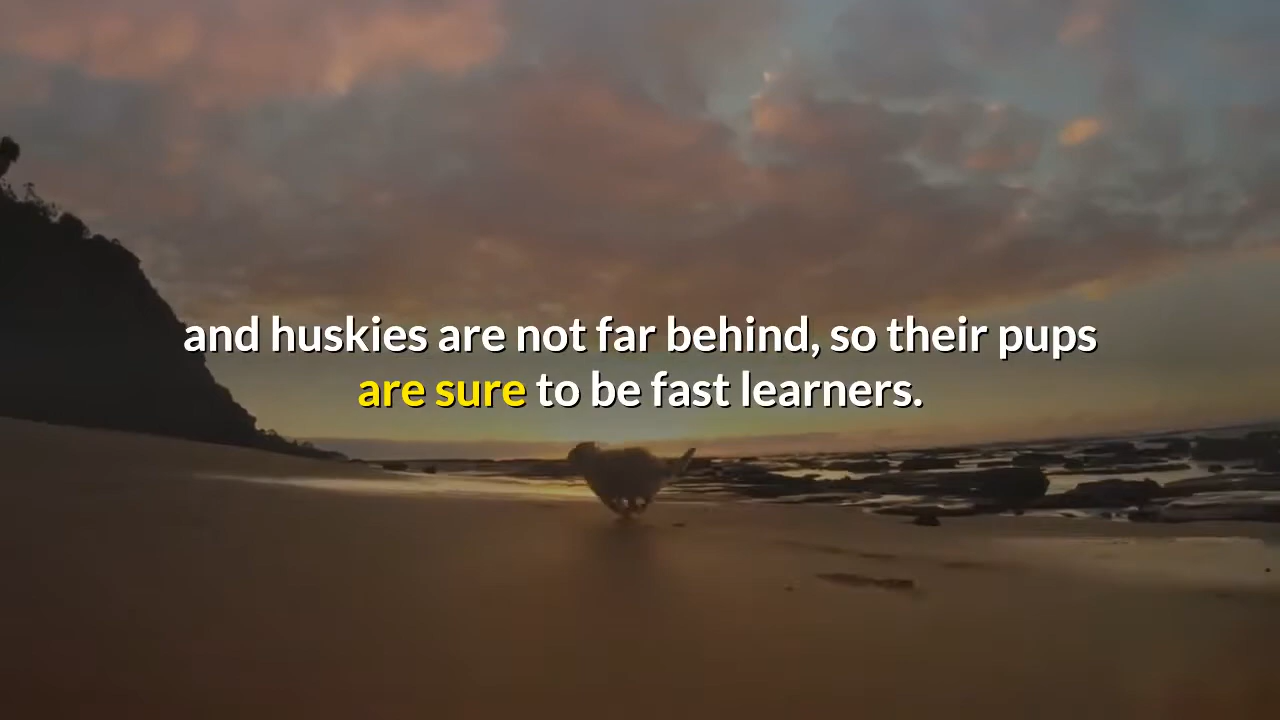 and huskies are not far behind, so their pups
are sure to be fast learners.